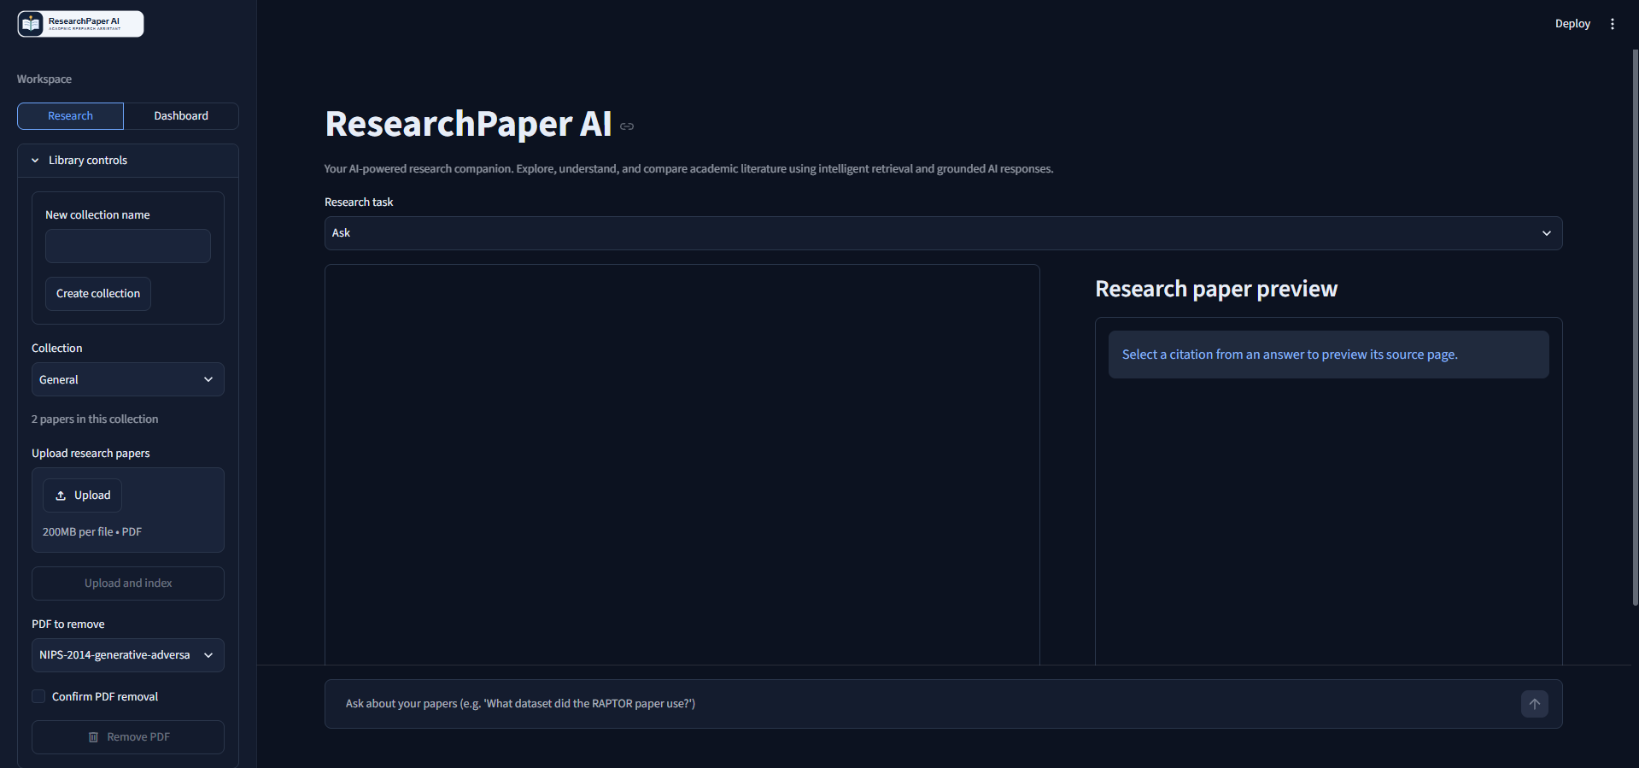 ResearchPaper AI
ACADEMIC RESEARCH ASSISTANT
Deploy
Workspace
Research
Dashboard
Library controls
New collection name
Create collection
Collection
General
2 papers in this collection
Upload research papers
Upload
200MB per file • PDF
Upload and index
PDF to remove
NIPS-2014-generative-adversa
Confirm PDF removal
Remove PDF
ResearchPaper AI
Your AI-powered research companion. Explore, understand, and compare academic literature using intelligent retrieval and grounded AI responses.
Research task
Ask
Research paper preview
Select a citation from an answer to preview its source page.
Ask about your papers (e.g. 'What dataset did the RAPTOR paper use?')